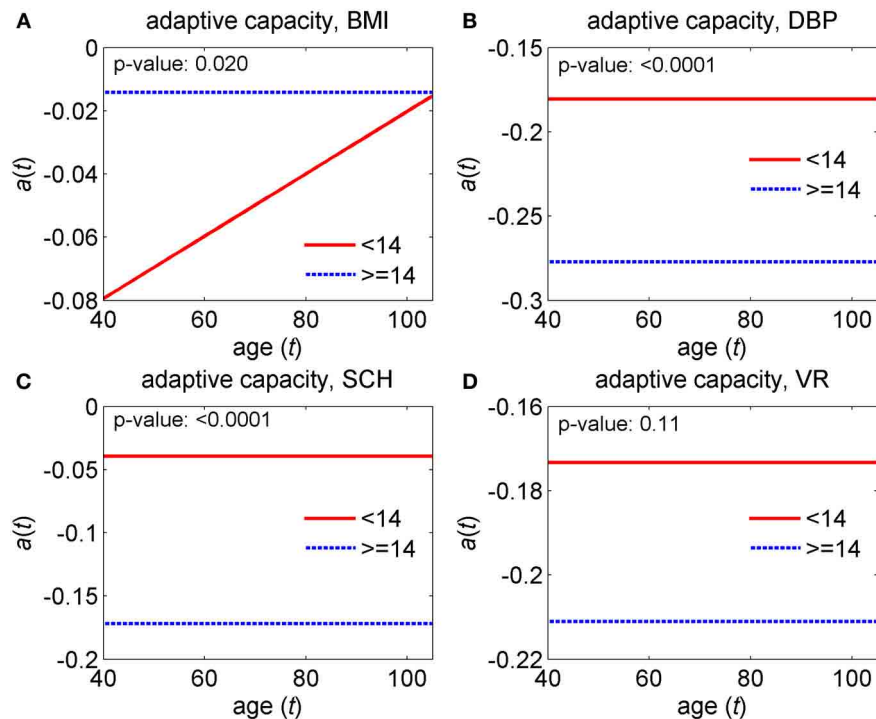 A
adaptive capacity, BMI
p-value: 0.020
0
-0.02
-0.04
-0.06
-0.08
a(t)
<14
>=14
40 60 80 100
age (t)
B
adaptive capacity, DBP
p-value: <0.0001
-0.15
-0.2
-0.25
-0.3
a(t)
<14
>=14
40 60 80 100
age (t)
C
adaptive capacity, SCH
p-value: <0.0001
0
-0.05
-0.1
-0.15
-0.2
a(t)
<14
>=14
40 60 80 100
age (t)
D
adaptive capacity, VR
p-value: 0.11
-0.16
-0.18
-0.2
-0.22
a(t)
<14
>=14
40 60 80 100
age (t)